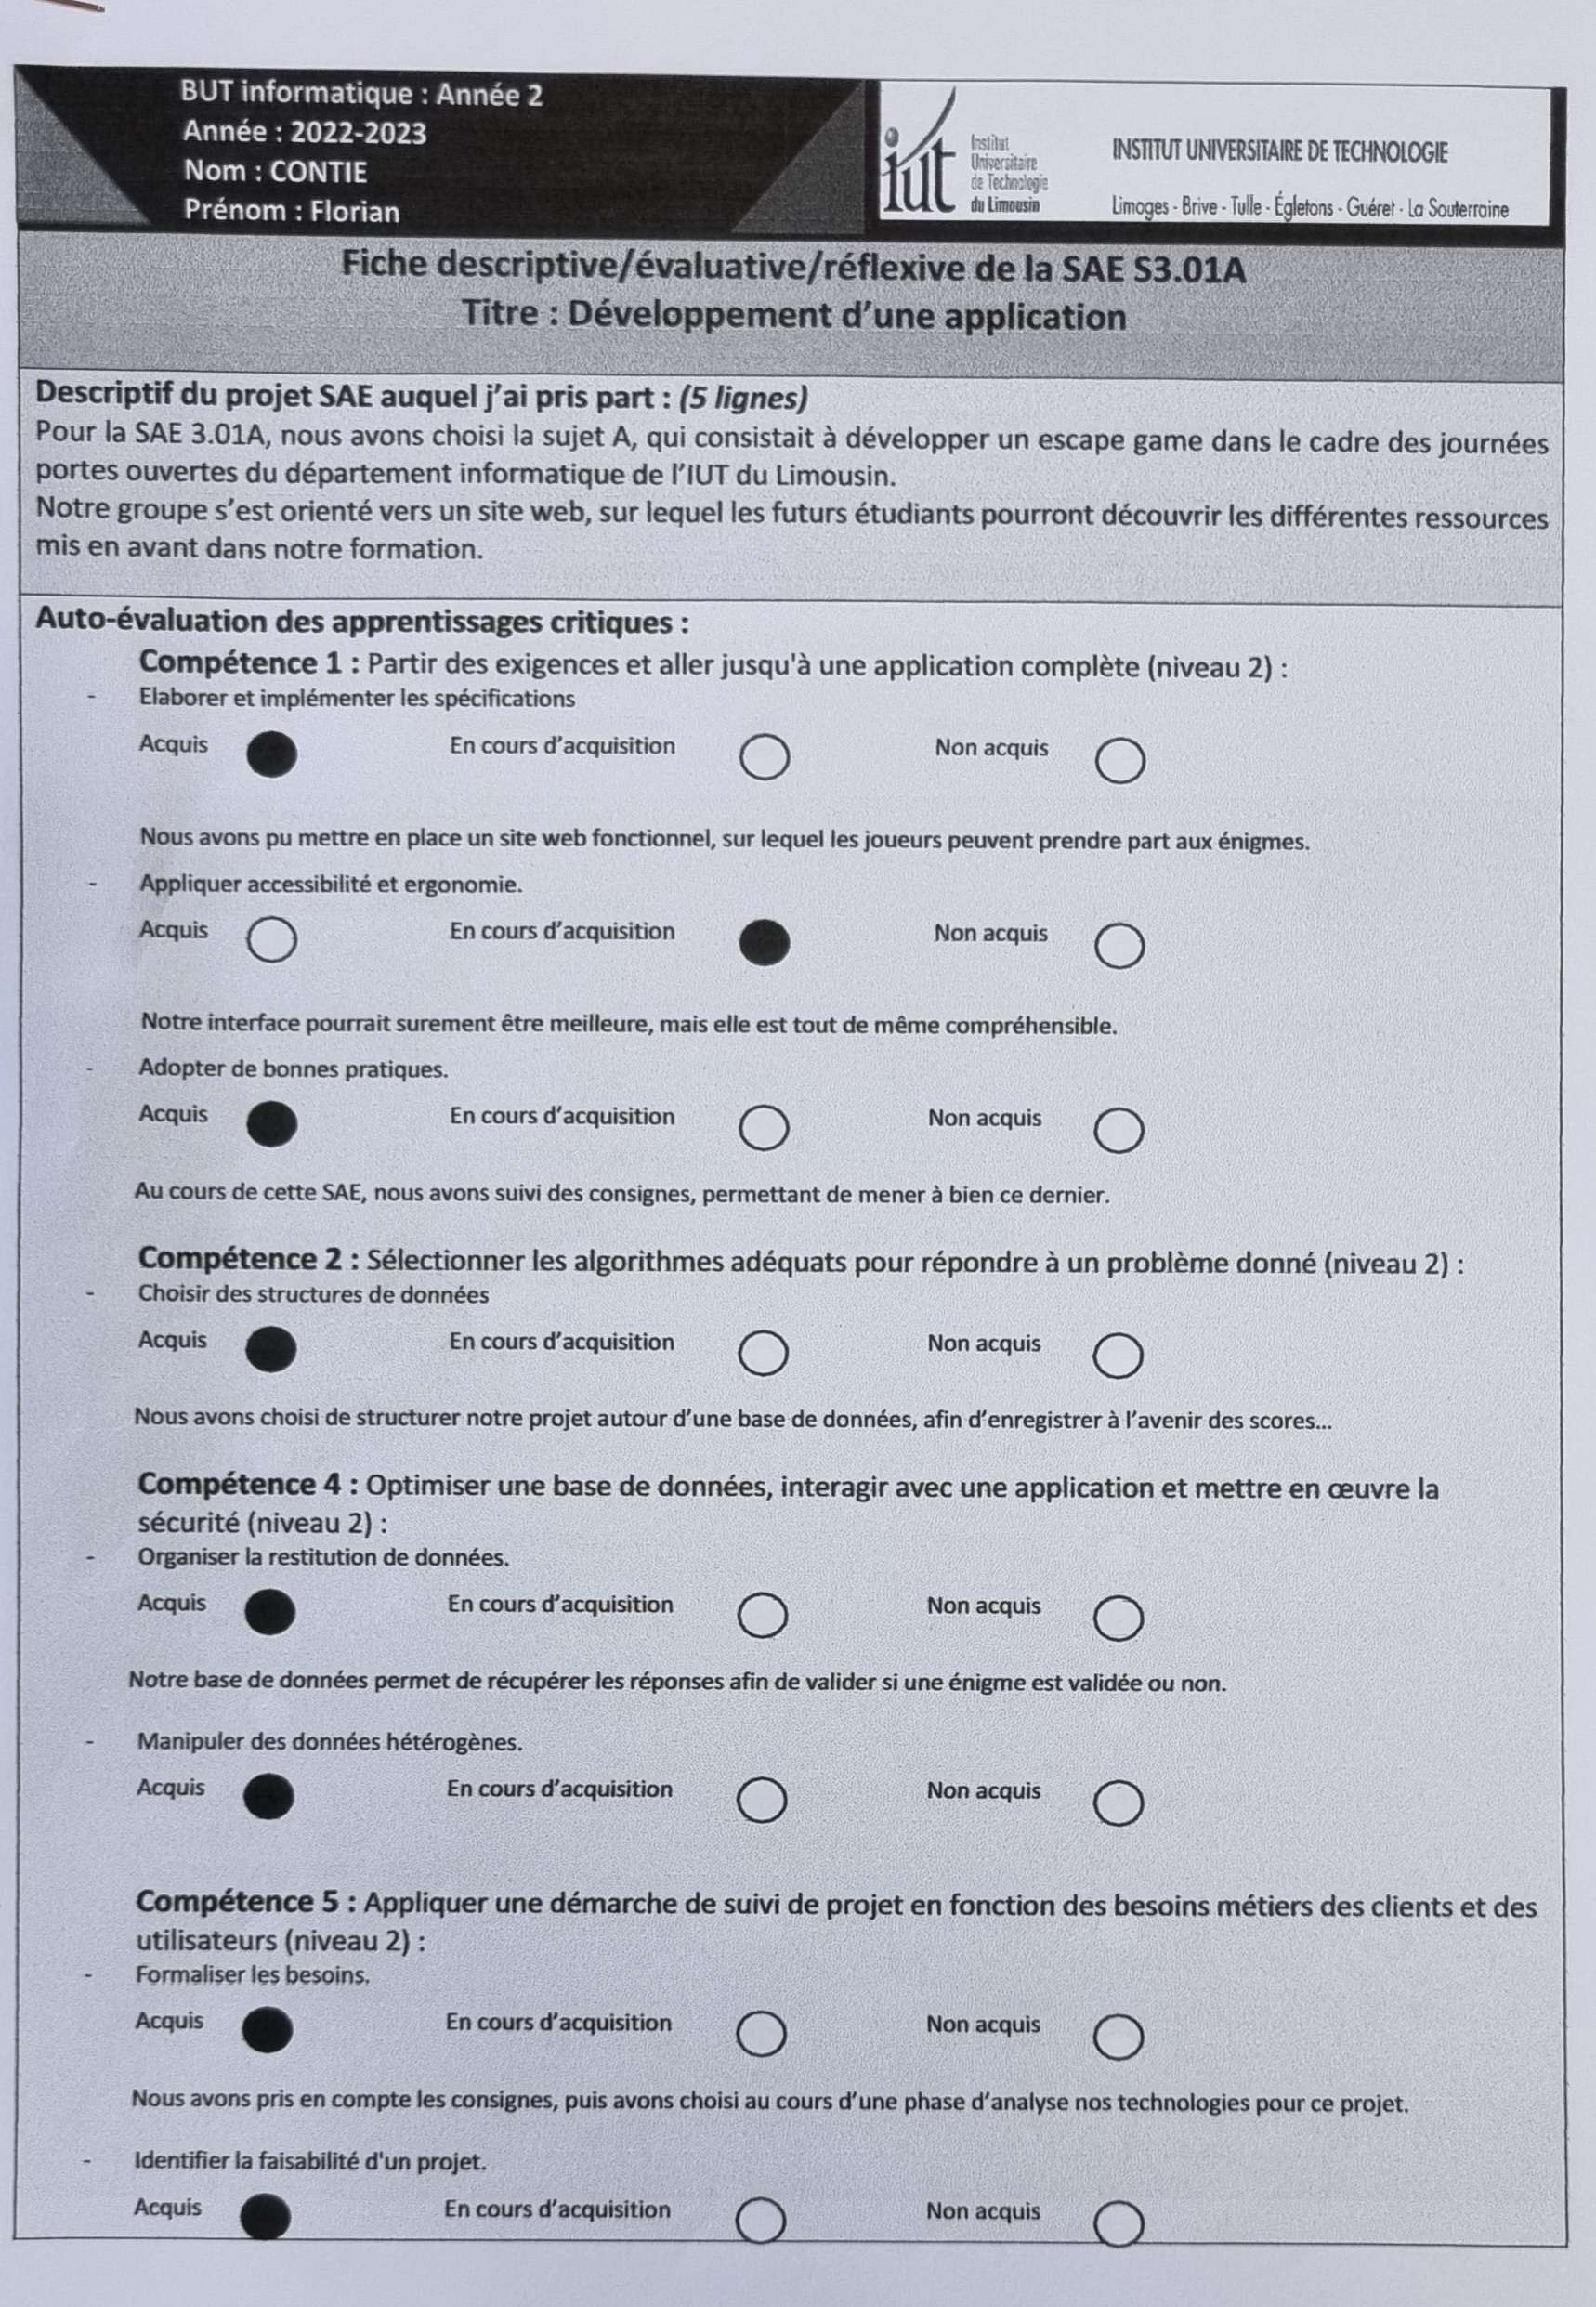 BUT informatique : Année 2
Année : 2022-2023
Nom : CONTIE
Prénom : Florian
iut
Institut
Universitaire
de Technologie
du Limousin
INSTITUT UNIVERSITAIRE DE TECHNOLOGIE
Limoges - Brive - Tulle - Égletons - Guéret - La Souterraine
Fiche descriptive/évaluative/réflexive de la SAE S3.01A
Titre : Développement d'une application
Descriptif du projet SAE auquel j'ai pris part : (5 lignes)
Pour la SAE 3.01A, nous avons choisi la sujet A, qui consistait à développer un escape game dans le cadre des journées
portes ouvertes du département informatique de l'IUT du Limousin.
Notre groupe s'est orienté vers un site web, sur lequel les futurs étudiants pourront découvrir les différentes ressources
mis en avant dans notre formation.
Auto-évaluation des apprentissages critiques :
Compétence 1 : Partir des exigences et aller jusqu'à une application complète (niveau 2) :
- Elaborer et implémenter les spécifications
Acquis En cours d'acquisition Non acquis
Nous avons pu mettre en place un site web fonctionnel, sur lequel les joueurs peuvent prendre part aux énigmes.
- Appliquer accessibilité et ergonomie.
Acquis En cours d'acquisition Non acquis
Notre interface pourrait surement être meilleure, mais elle est tout de même compréhensible.
- Adopter de bonnes pratiques.
Acquis En cours d'acquisition Non acquis
Au cours de cette SAE, nous avons suivi des consignes, permettant de mener à bien ce dernier.
Compétence 2 : Sélectionner les algorithmes adéquats pour répondre à un problème donné (niveau 2) :
- Choisir des structures de données
Acquis En cours d'acquisition Non acquis
Nous avons choisi de structurer notre projet autour d'une base de données, afin d'enregistrer à l'avenir des scores...
Compétence 4 : Optimiser une base de données, interagir avec une application et mettre en œuvre la
sécurité (niveau 2) :
- Organiser la restitution de données.
Acquis En cours d'acquisition Non acquis
Notre base de données permet de récupérer les réponses afin de valider si une énigme est validée ou non.
- Manipuler des données hétérogènes.
Acquis En cours d'acquisition Non acquis
Compétence 5 : Appliquer une démarche de suivi de projet en fonction des besoins métiers des clients et des
utilisateurs (niveau 2) :
- Formaliser les besoins.
Acquis En cours d'acquisition Non acquis
Nous avons pris en compte les consignes, puis avons choisi au cours d'une phase d'analyse nos technologies pour ce projet.
- Identifier la faisabilité d'un projet.
Acquis En cours d'acquisition Non acquis